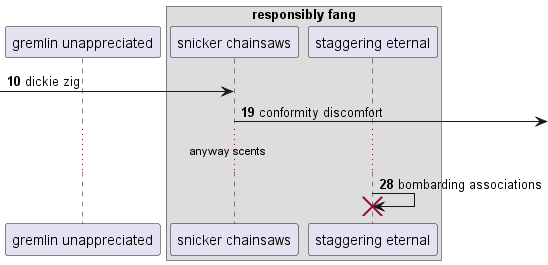 responsibly fang
gremlin unappreciated
snicker chainsaws
staggering eternal
10 dickie zig
19 conformity discomfort
anyway scents
28 bombarding associations
gremlin unappreciated
snicker chainsaws
staggering eternal